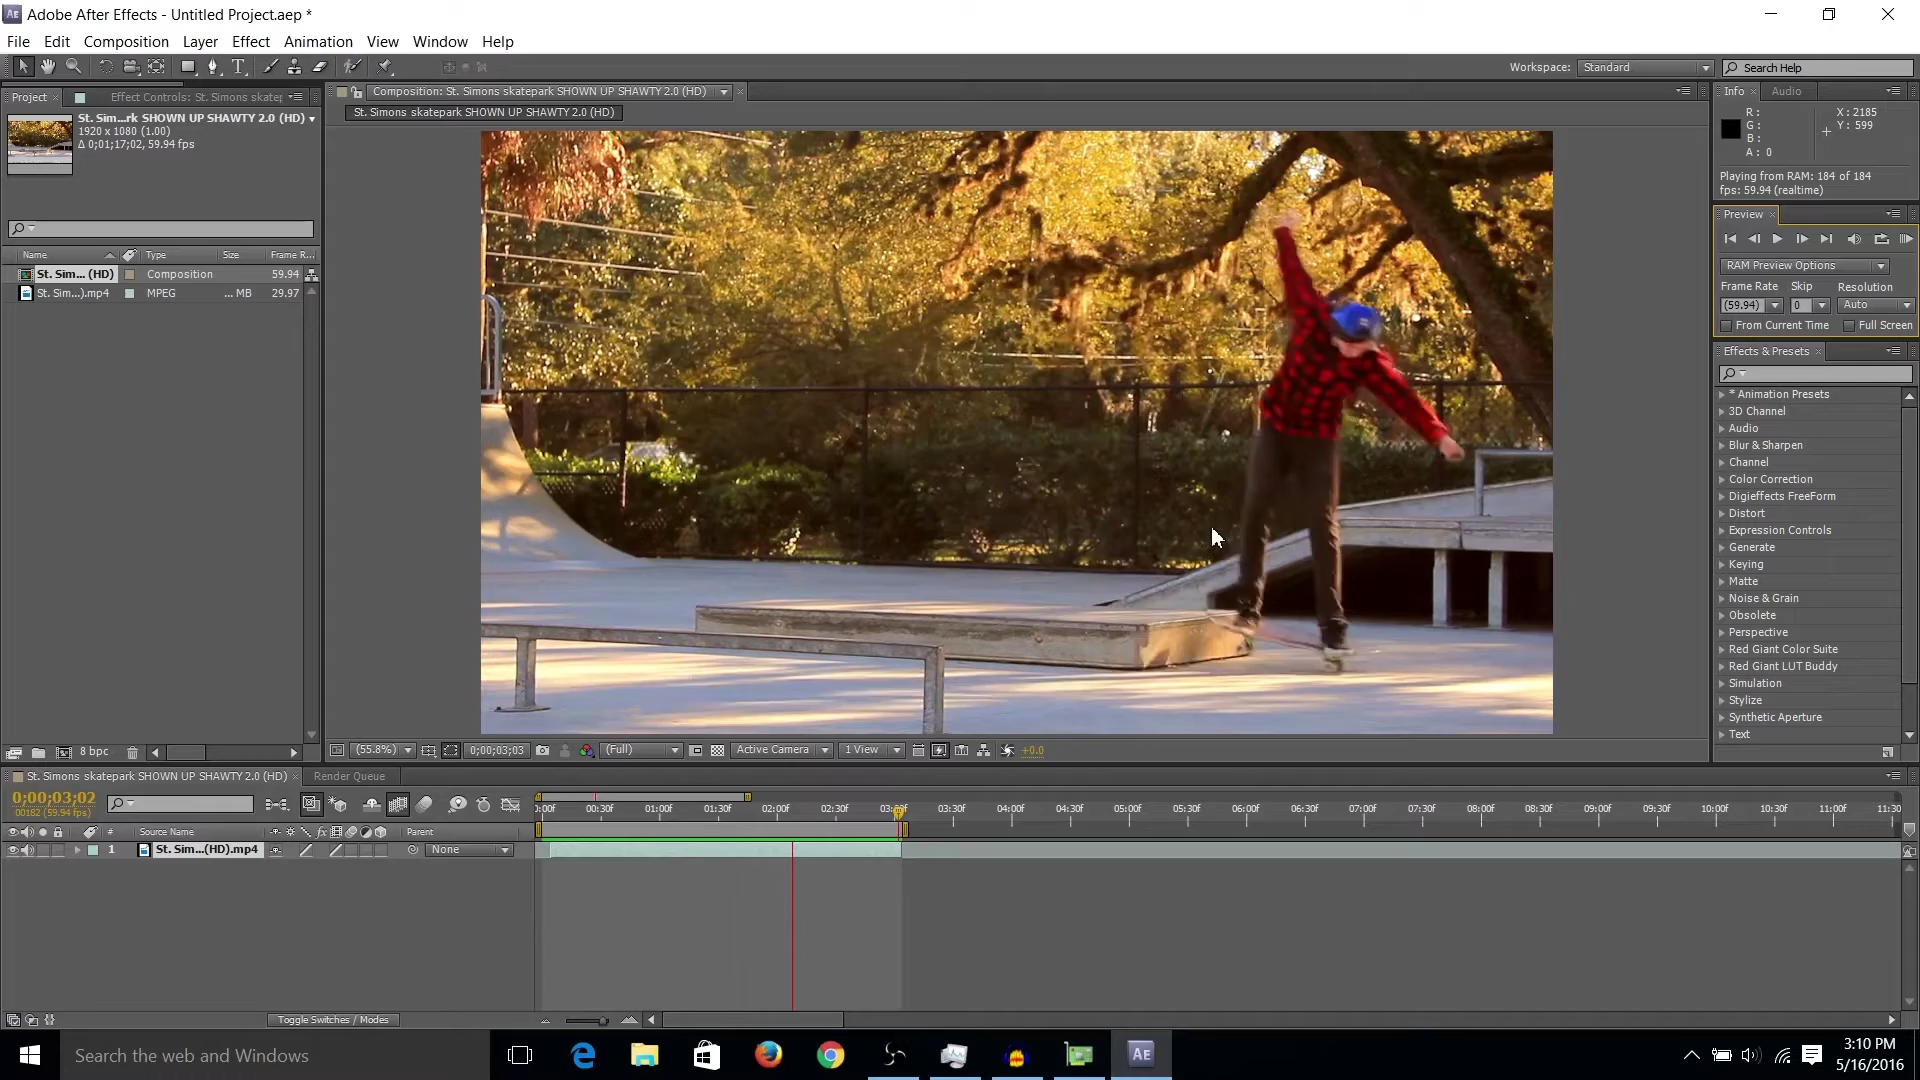 Adobe After Effects - Untitled Project.aep *
File Edit Composition Layer Effect Animation View Window Help
Workspace: Standard
Search Help
Project
Effect Controls: St. Simons skatep
St. Sim...rk SHOWN UP SHAWTY 2.0 (HD)
1920 x 1080 (1.00)
Δ 0;01;17;02, 59.94 fps
Name Type Size Frame R...
St. Sim... (HD) Composition 59.94
St. Sim...).mp4 MPEG ... MB 29.97
8 bpc
Composition: St. Simons skatepark SHOWN UP SHAWTY 2.0 (HD)
St. Simons skatepark SHOWN UP SHAWTY 2.0 (HD)
(55.8%) 0;00;03;03 (Full) Active Camera 1 View +0.0
Info Audio
R :
G :
B :
A : 0
X : 2185
Y : 599
Playing from RAM: 184 of 184
fps: 59.94 (realtime)
Preview
RAM Preview Options
Frame Rate Skip Resolution
(59.94) 0 Auto
From Current Time Full Screen
Effects & Presets
* Animation Presets
3D Channel
Audio
Blur & Sharpen
Channel
Color Correction
Digieffects FreeForm
Distort
Expression Controls
Generate
Keying
Matte
Noise & Grain
Obsolete
Perspective
Red Giant Color Suite
Red Giant LUT Buddy
Simulation
Stylize
Synthetic Aperture
Text
St. Simons skatepark SHOWN UP SHAWTY 2.0 (HD) Render Queue
0;00;03;02
00182 (59.94 fps)
0:00f 00:30f 01:00f 01:30f 02:00f 02:30f 03:00f 03:30f 04:00f 04:30f 05:00f 05:30f 06:00f 06:30f 07:00f 07:30f 08:00f 08:30f 09:00f 09:30f 10:00f 10:30f 11:00f 11:30
# Source Name fx Parent
1 St. Sim...(HD).mp4 None
Toggle Switches / Modes
Search the web and Windows
AE
3:10 PM
5/16/2016